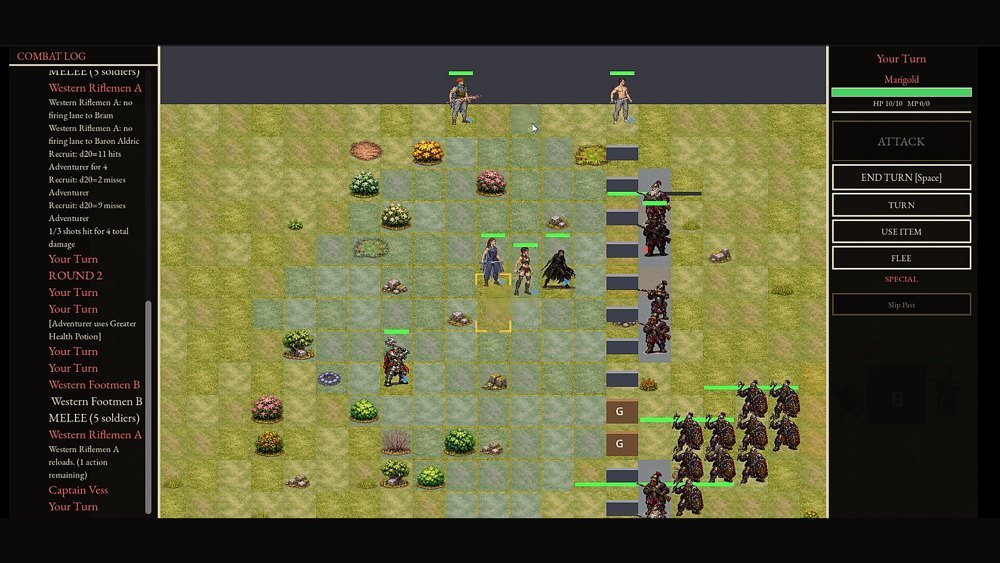 COMBAT LOG
MELEE (5 soldiers)
Western Riflemen A
Western Riflemen A: no
firing lane to Bram
Western Riflemen A: no
firing lane to Baron Aldric
Recruit: d20=11 hits
Adventurer for 4
Recruit: d20=2 misses
Adventurer
Recruit: d20=9 misses
Adventurer
1/3 shots hit for 4 total
damage
Your Turn
ROUND 2
Your Turn
Your Turn
[Adventurer uses Greater
Health Potion]
Your Turn
Your Turn
Western Footmen B
Western Footmen B
MELEE (5 soldiers)
Western Riflemen A
Western Riflemen A
reloads. (1 action
remaining)
Captain Vess
Your Turn
G
G
Your Turn
Marigold
HP 10/10 MP 0/0
ATTACK
END TURN [Space]
TURN
USE ITEM
FLEE
SPECIAL
Slip Past
B